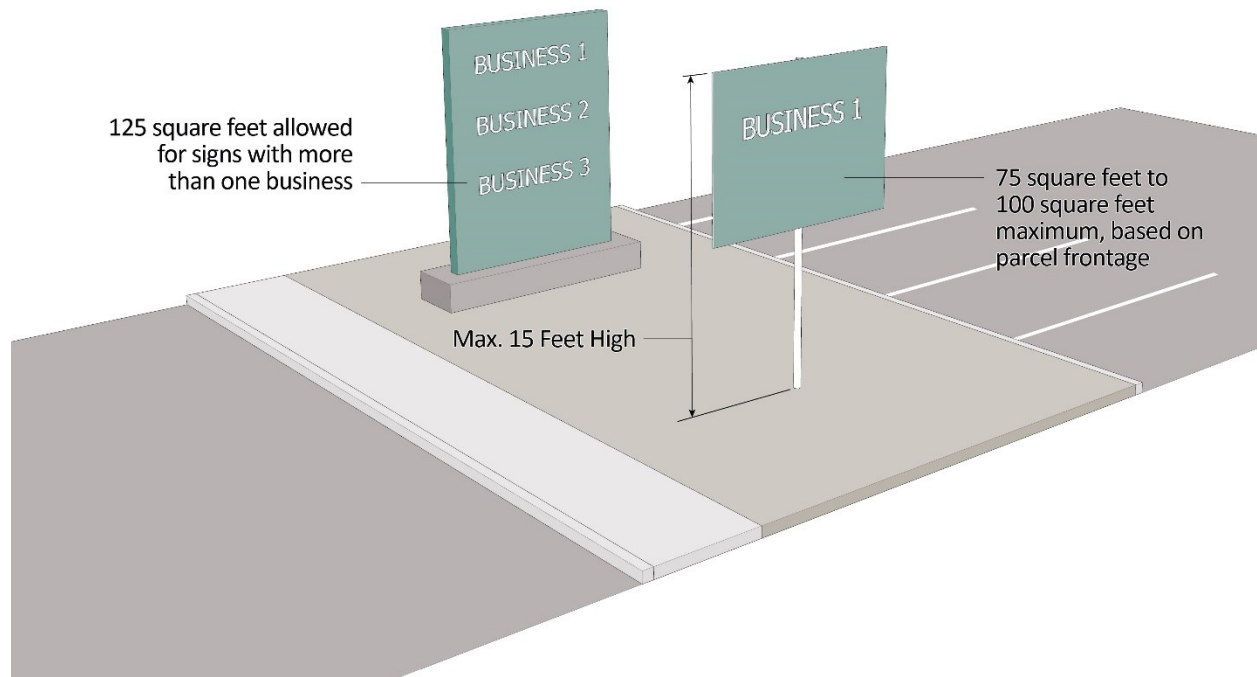 BUSINESS 1
BUSINESS 2
BUSINESS 3
125 square feet allowed
for signs with more
than one business
BUSINESS 1
75 square feet to
100 square feet
maximum, based on
parcel frontage
Max. 15 Feet High